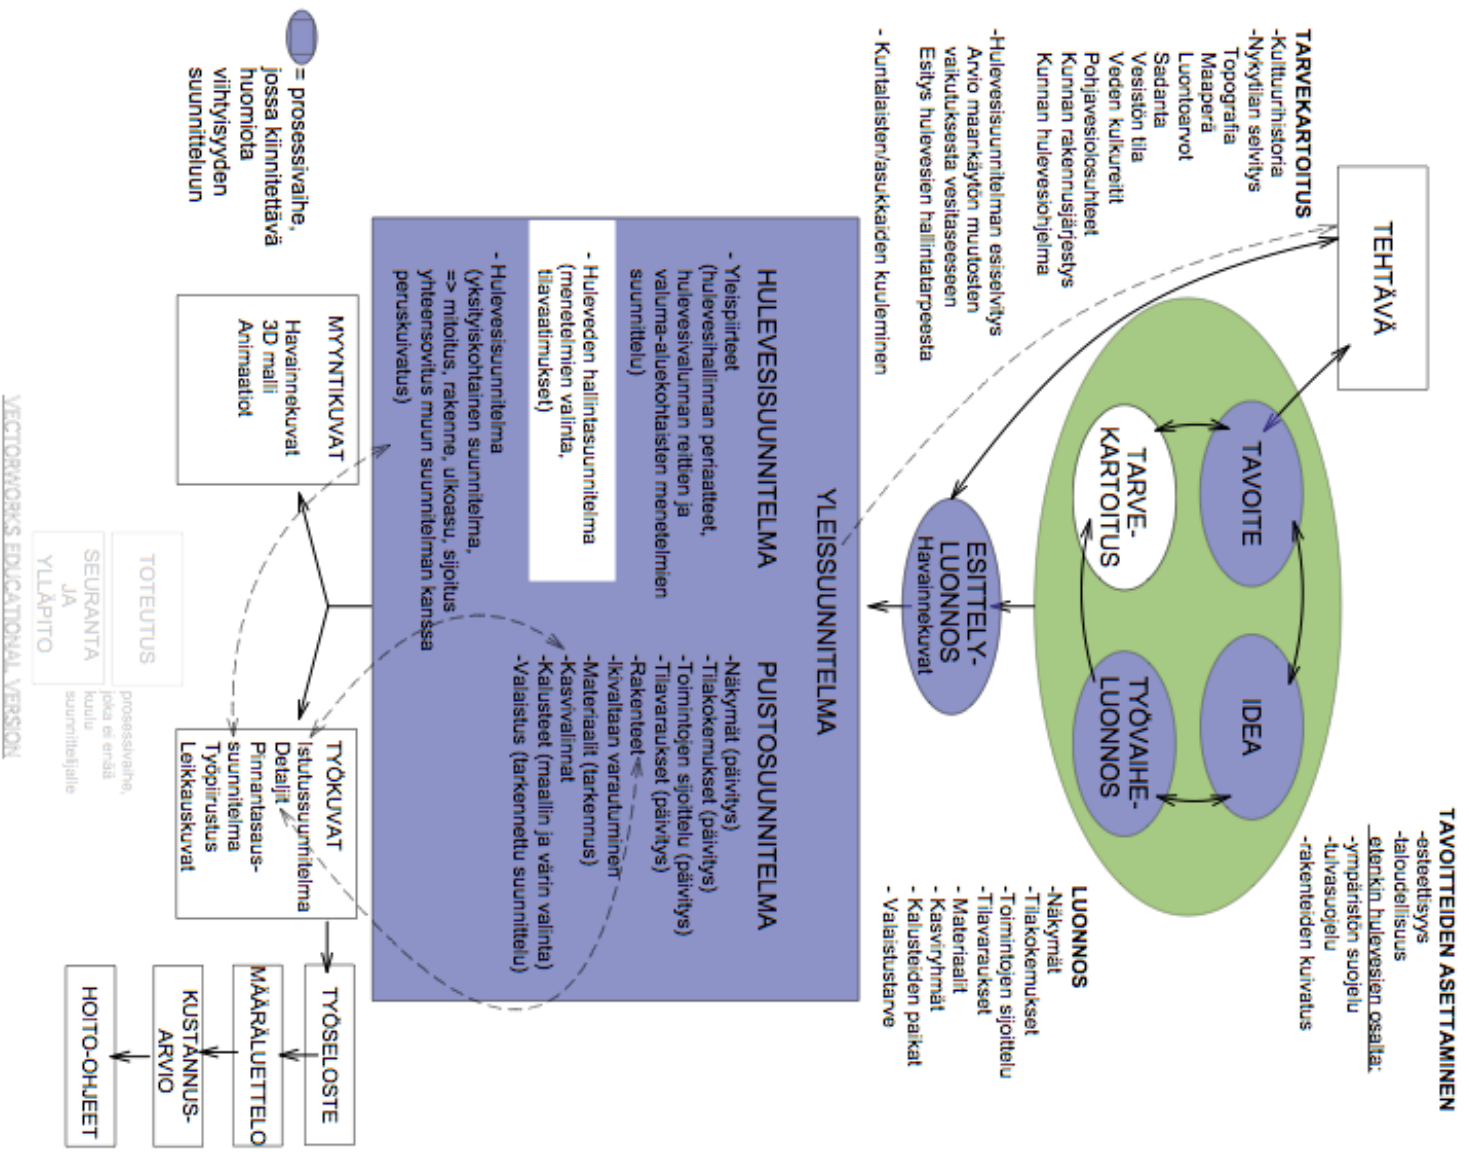 TAVOITTEIDEN ASETTAMINEN
-esteettisyys
-taloudellisuus
etenkin hulevesien osalta:
-ympäristön suojelu
-tulvasuojelu
-rakenteiden kuivatus
TEHTÄVÄ
TAVOITE
IDEA
TARVE-
KARTOITUS
TYÖVAIHE-
LUONNOS
TARVEKARTOITUS
-Kulttuurihistoria
-Nykytilan selvitys
Topografia
Maaperä
Luontoarvot
Sadanta
Vesistön tila
Veden kulkureitit
Pohjavesiolosuhteet
Kunnan rakennusjärjestys
Kunnan hulevesiohjelma
-Hulevesisuunnitelman esiselvitys
Arvio maankäytön muutosten
vaikutuksesta vesitaseeseen
Esitys hulevesien hallintatarpeesta
- Kuntalaisten/asukkaiden kuuleminen
ESITTELY-
LUONNOS
Havainnekuvat
LUONNOS
-Näkymät
-Tilakokemukset
-Toimintojen sijoittelu
-Tilavaraukset
- Materiaalit
- Kasviryhmät
- Kalusteiden paikat
- Valaistustarve
YLEISSUUNNITELMA
HULEVESISUUNNITELMA
- Yleispiirteet
(hulevesihallinnan periaatteet,
hulevesivalunnan reittien ja
valuma-aluekohtaisten menetelmien
suunnittelu)
- Huleveden hallintasuunnitelma
(menetelmien valinta,
tilavaatimukset)
- Hulevesisuunnitelma
(yksityiskohtainen suunnitelma,
=> mitoitus, rakenne, ulkoasu, sijoitus
yhteensovitus muun suunnitelman kanssa
peruskuivatus)
PUISTOSUUNNITELMA
-Näkymät (päivitys)
-Tilakokemukset (päivitys)
-Toimintojen sijoittelu (päivitys)
-Tilavaraukset (päivitys)
-Rakenteet
-Ikivaltaan varautuminen
-Materiaalit (tarkennus)
-Kasvivalinnat
-Kalusteet (maallin ja värin valinta)
-Valaistus (tarkennettu suunnittelu)
MYYNTIKUVAT
Havainnekuvat
3D malli
Animaatiot
TYÖKUVAT
Istutussuunnitelma
Detaljit
Pinnantasaus-
suunnitelma
Työpiirustus
Leikkauskuvat
TYÖSELOSTE
MÄÄRÄLUETTELO
KUSTANNUS-
ARVIO
HOITO-OHJEET
= prosessivaihe,
jossa kiinnitettävä
huomiota
viihtyisyyden
suunnitteluun
TOTEUTUS
SEURANTA
JA
YLLÄPITO
prosessivaihe,
joka ei enää
kuulu
suunnittelijalle
VECTORWORKS EDUCATIONAL VERSION